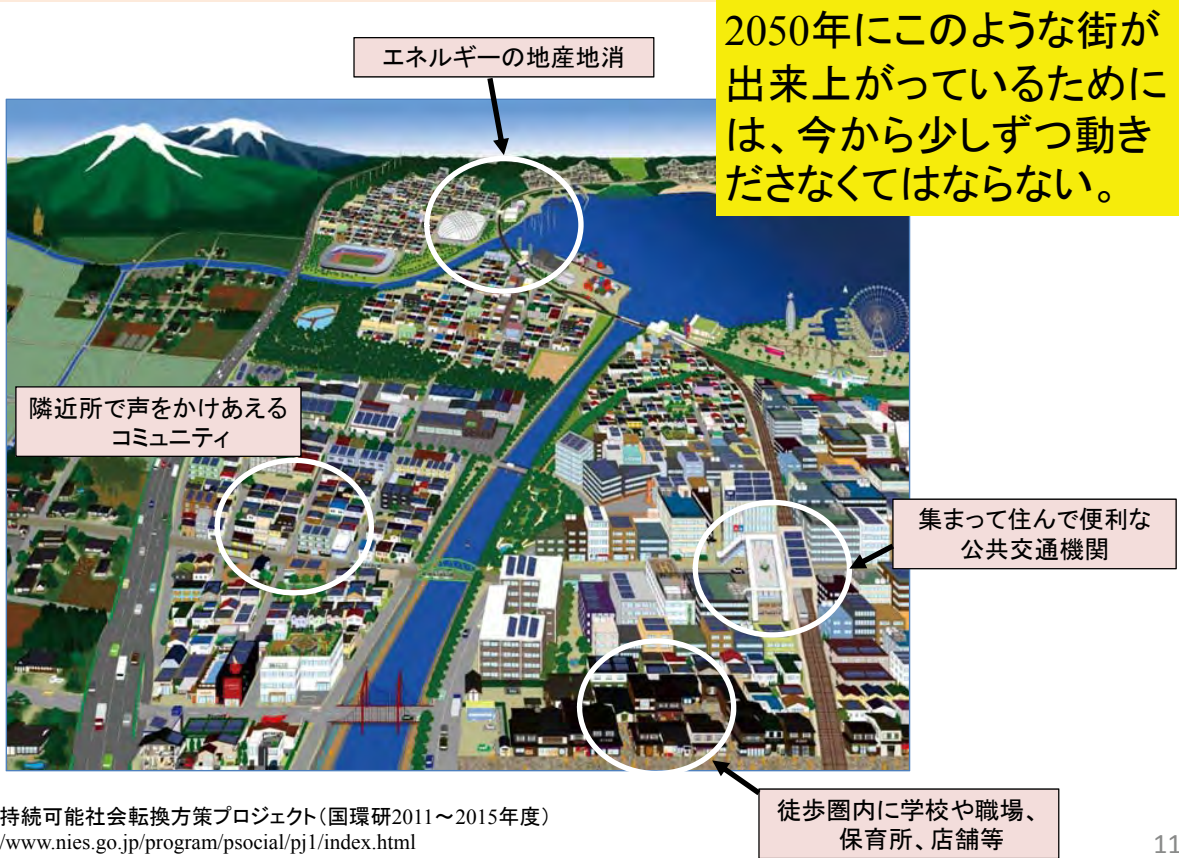 エネルギーの地産地消
2050年にこのような街が
出来上がっているために
は、今から少しずつ動き
ださなくてはならない。
隣近所で声をかけあえる
コミュニティ
集まって住んで便利な
公共交通機関
徒歩圏内に学校や職場、
保育所、店舗等
持続可能社会転換方策プロジェクト(国環研2011~2015年度)
/www.nies.go.jp/program/psocial/pj1/index.html
11